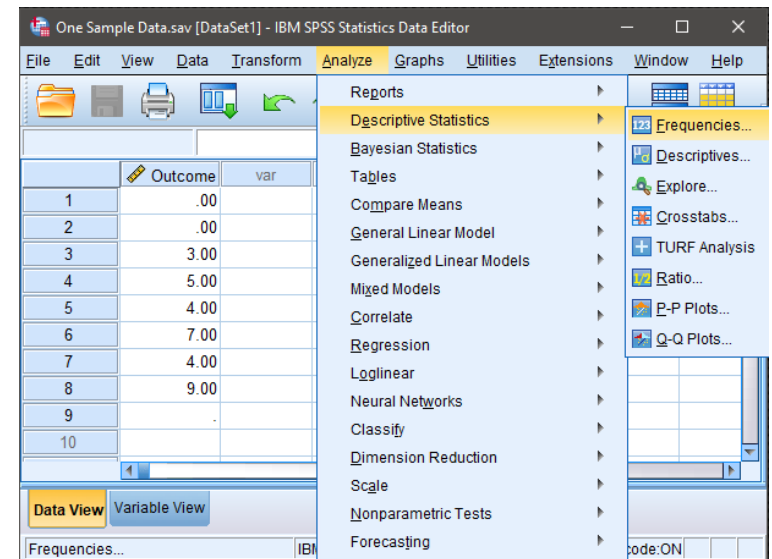 One Sample Data.sav [DataSet1] - IBM SPSS Statistics Data Editor
File Edit View Data Transform Analyze Graphs Utilities Extensions Window Help
Reports
Descriptive Statistics
Bayesian Statistics
Tables
Compare Means
General Linear Model
Generalized Linear Models
Mixed Models
Correlate
Regression
Loglinear
Neural Networks
Classify
Dimension Reduction
Scale
Nonparametric Tests
Forecasting
123 Frequencies...
Descriptives...
Explore...
Crosstabs...
TURF Analysis
1/2 Ratio...
P-P Plots...
Q-Q Plots...
Outcome var
1 .00
2 .00
3 3.00
4 5.00
5 4.00
6 7.00
7 4.00
8 9.00
9 .
10
Data View Variable View
Frequencies... code:ON